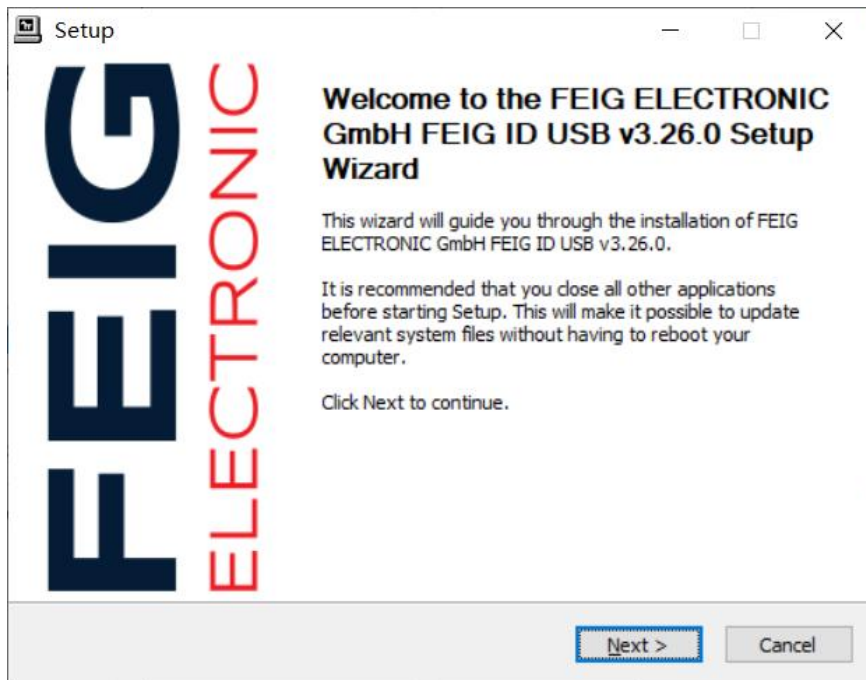 Setup
FEIG
ELECTRONIC
Welcome to the FEIG ELECTRONIC
GmbH FEIG ID USB v3.26.0 Setup
Wizard
This wizard will guide you through the installation of FEIG
ELECTRONIC GmbH FEIG ID USB v3.26.0.
It is recommended that you close all other applications
before starting Setup. This will make it possible to update
relevant system files without having to reboot your
computer.
Click Next to continue.
Next >
Cancel